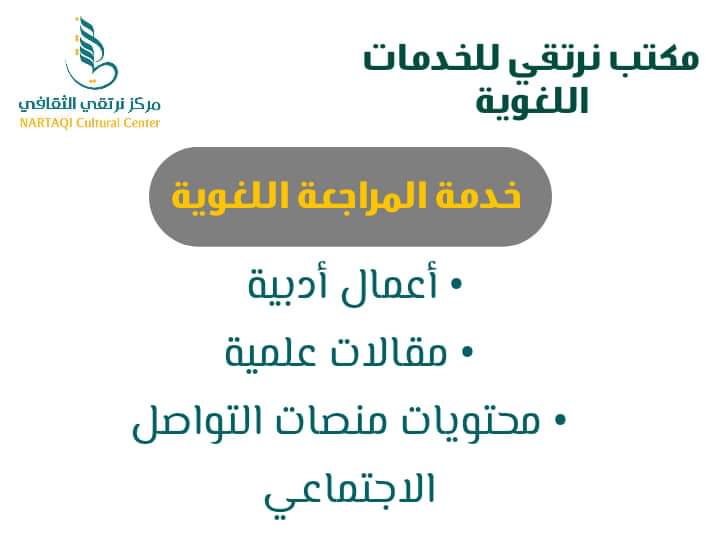 مكتب نرتقي للخدمات
اللغوية
مركز نرتقي الثقافي
NARTAQI Cultural Center
خدمة المراجعة اللغوية
• أعمال أدبية
• مقالات علمية
• محتويات منصات التواصل
الاجتماعي